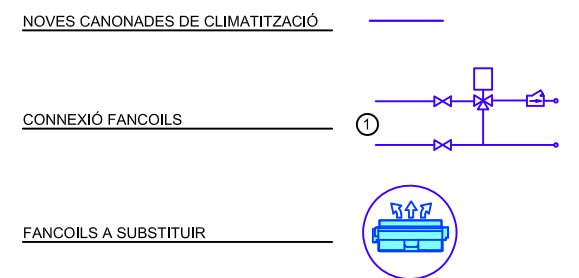 NOVES CANONADES DE CLIMATITZACIÓ
CONNEXIÓ FANCOILS
1
FANCOILS A SUBSTITUIR